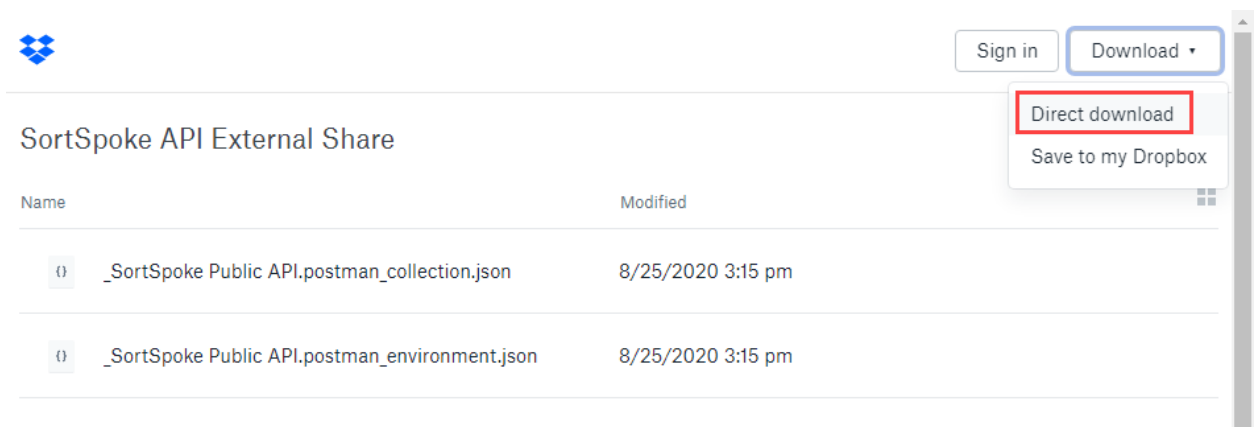 Sign in
Download ▾
Direct download
Save to my Dropbox
SortSpoke API External Share
Name Modified
{} _SortSpoke Public API.postman_collection.json 8/25/2020 3:15 pm
{} _SortSpoke Public API.postman_environment.json 8/25/2020 3:15 pm